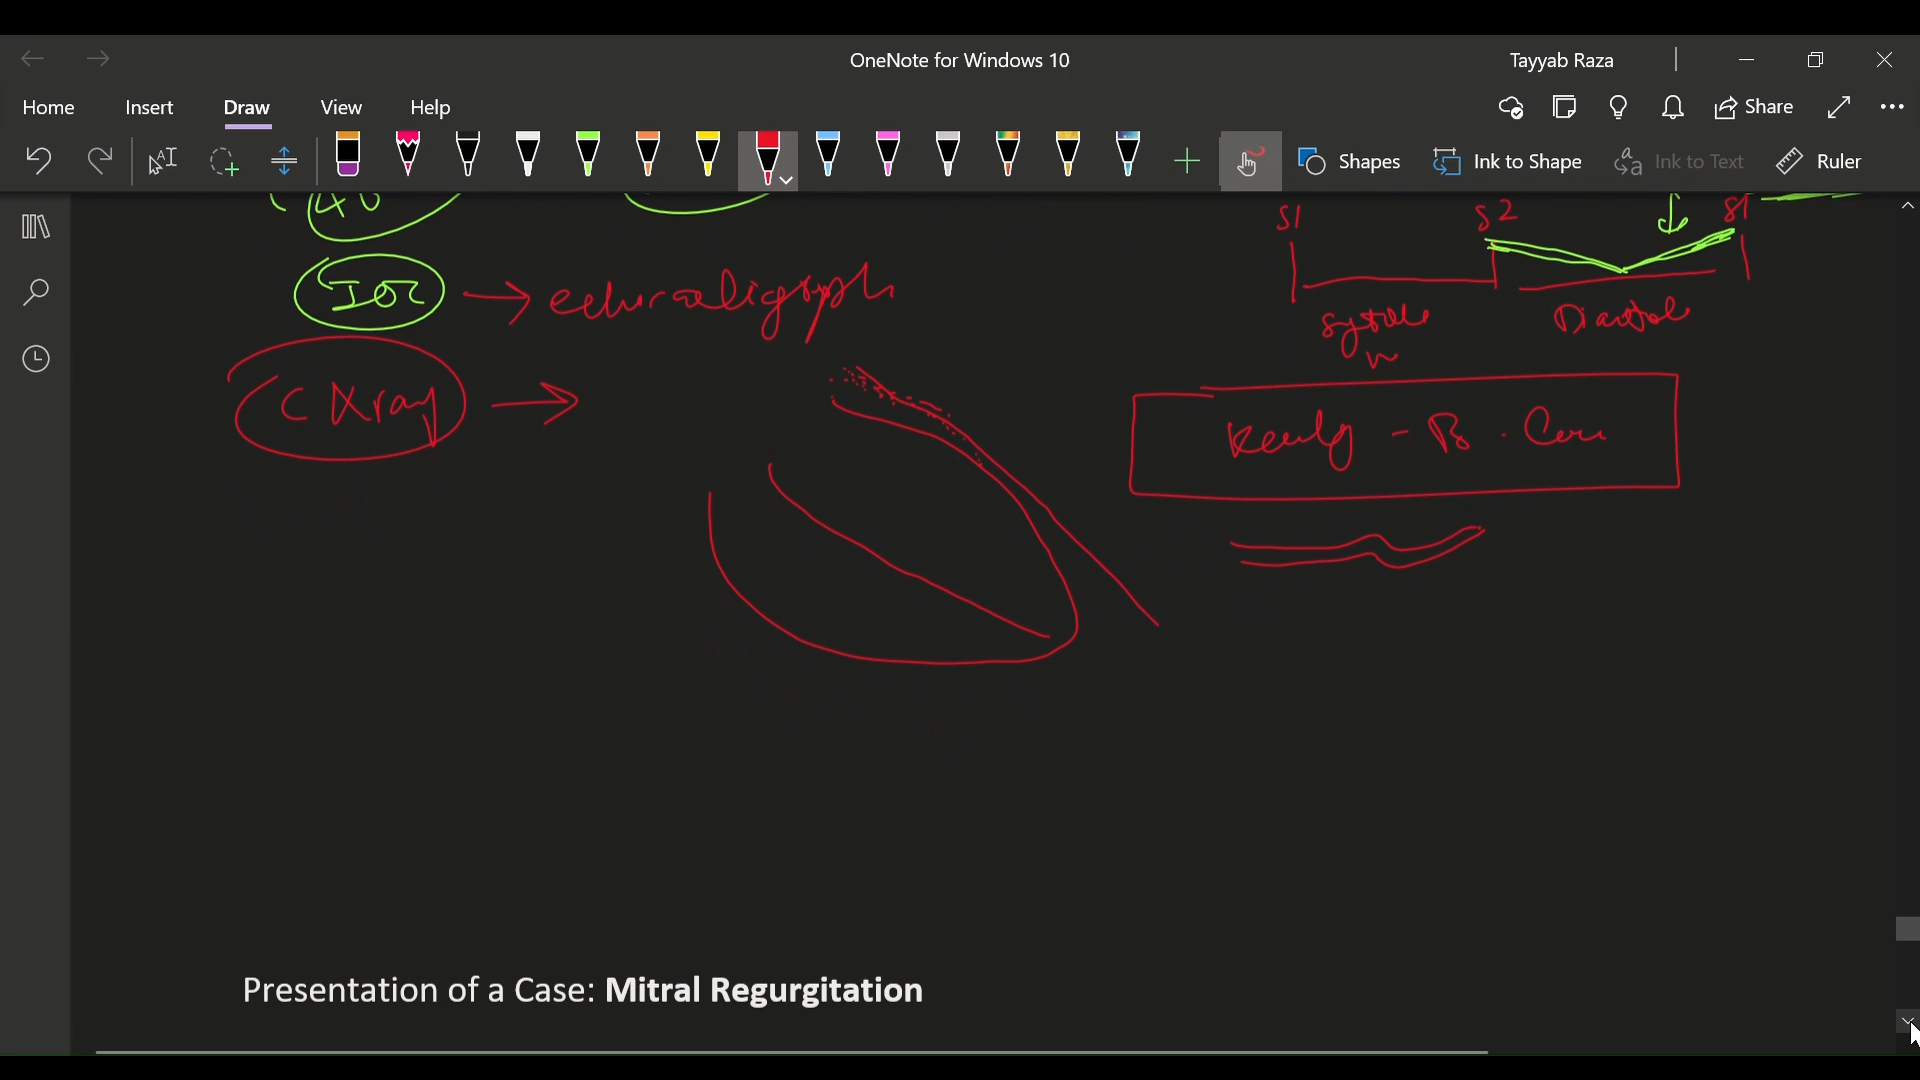 OneNote for Windows 10
Tayyab Raza
Home Insert Draw View Help
Share
Shapes Ink to Shape Ink to Text Ruler
S1 S2 S1
IOC →
Systole Diastole
C Xray →
Presentation of a Case: Mitral Regurgitation